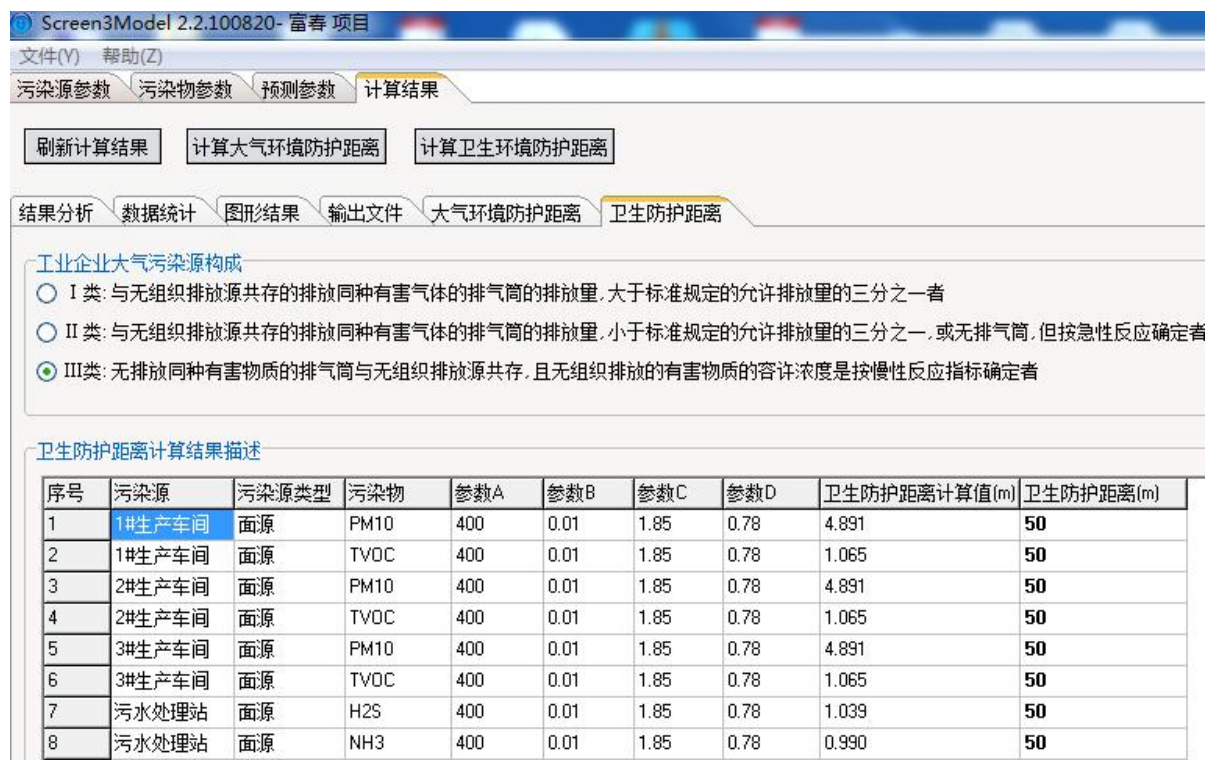 Screen3Model 2.2.100820- 富春 项目
文件(Y) 帮助(Z)
污染源参数 污染物参数 预测参数 计算结果
刷新计算结果 计算大气环境防护距离 计算卫生环境防护距离
结果分析 数据统计 图形结果 输出文件 大气环境防护距离 卫生防护距离
工业企业大气污染源构成
I 类:与无组织排放源共存的排放同种有害气体的排气筒的排放量,大于标准规定的允许排放量的三分之一者
II 类:与无组织排放源共存的排放同种有害气体的排气筒的排放量,小于标准规定的允许排放量的三分之一,或无排气筒,但按急性反应确定者
III类:无排放同种有害物质的排气筒与无组织排放源共存,且无组织排放的有害物质的容许浓度是按慢性反应指标确定者
卫生防护距离计算结果描述
序号 污染源 污染源类型 污染物 参数A 参数B 参数C 参数D 卫生防护距离计算值(m) 卫生防护距离(m)
1 1#生产车间 面源 PM10 400 0.01 1.85 0.78 4.891 50
2 1#生产车间 面源 TVOC 400 0.01 1.85 0.78 1.065 50
3 2#生产车间 面源 PM10 400 0.01 1.85 0.78 4.891 50
4 2#生产车间 面源 TVOC 400 0.01 1.85 0.78 1.065 50
5 3#生产车间 面源 PM10 400 0.01 1.85 0.78 4.891 50
6 3#生产车间 面源 TVOC 400 0.01 1.85 0.78 1.065 50
7 污水处理站 面源 H2S 400 0.01 1.85 0.78 1.039 50
8 污水处理站 面源 NH3 400 0.01 1.85 0.78 0.990 50